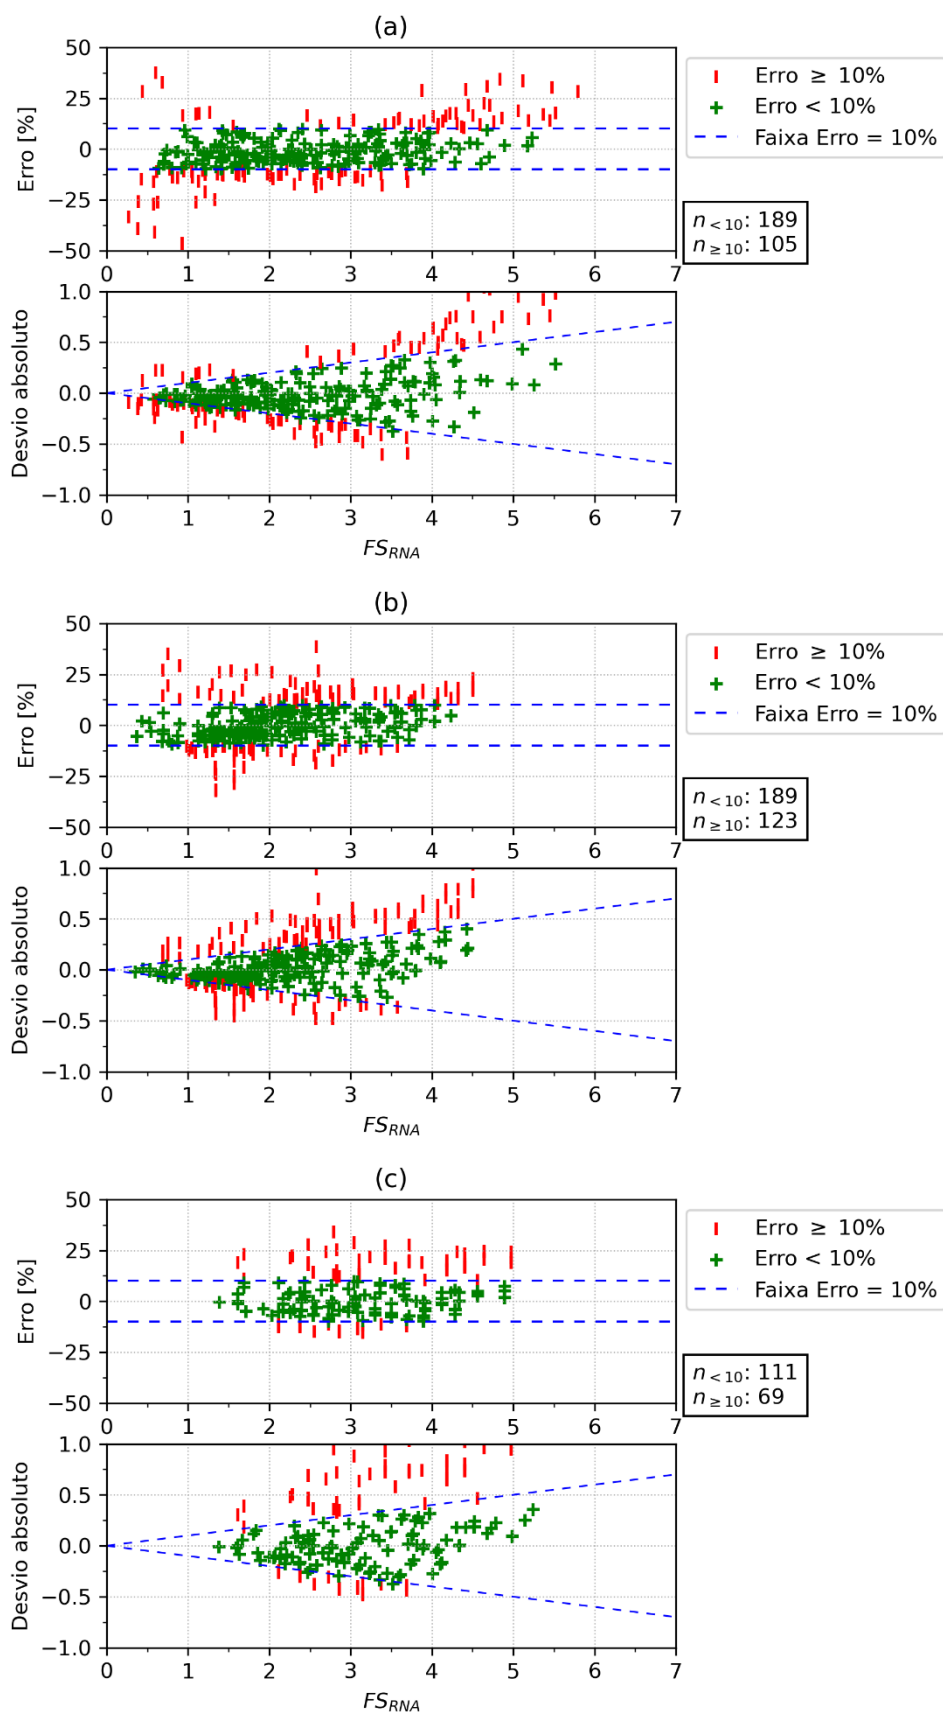 (a)
50
25
0
−25
−50
Erro [%]
0 1 2 3 4 5 6 7
Erro ≥ 10%
Erro < 10%
Faixa Erro = 10%
n<10: 189
n≥10: 105
1.0
0.5
0.0
−0.5
−1.0
Desvio absoluto
0 1 2 3 4 5 6 7
FSRNA
(b)
50
25
0
−25
−50
Erro [%]
0 1 2 3 4 5 6 7
Erro ≥ 10%
Erro < 10%
Faixa Erro = 10%
n<10: 189
n≥10: 123
1.0
0.5
0.0
−0.5
−1.0
Desvio absoluto
0 1 2 3 4 5 6 7
FSRNA
(c)
50
25
0
−25
−50
Erro [%]
0 1 2 3 4 5 6 7
Erro ≥ 10%
Erro < 10%
Faixa Erro = 10%
n<10: 111
n≥10: 69
1.0
0.5
0.0
−0.5
−1.0
Desvio absoluto
0 1 2 3 4 5 6 7
FSRNA